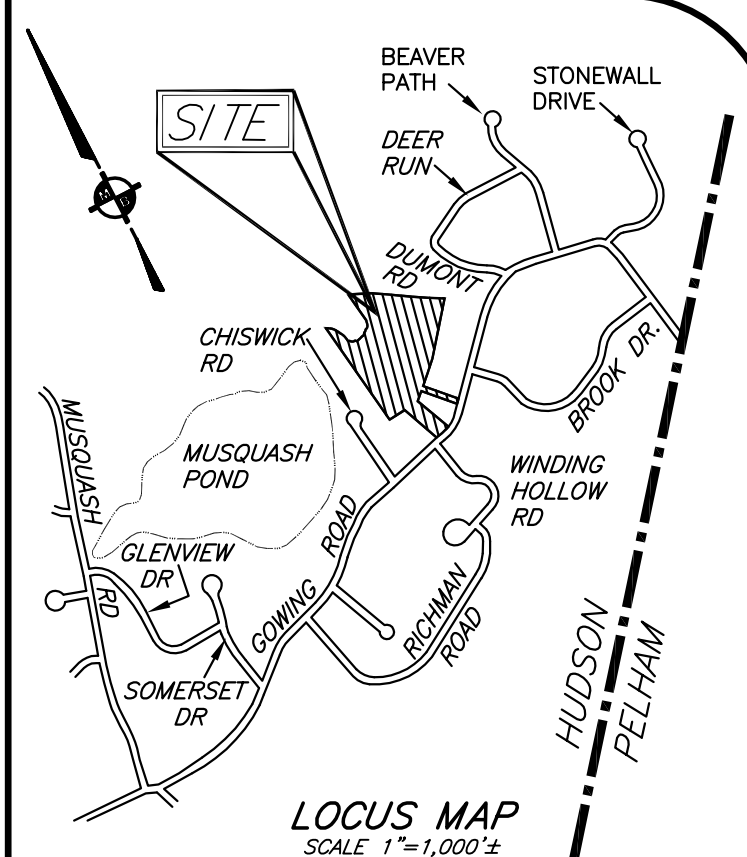 BEAVER
PATH
STONEWALL
DRIVE
SITE
DEER
RUN
DUMONT
RD
CHISWICK
RD
BROOK DR.
MUSQUASH
RD
MUSQUASH
POND
WINDING
HOLLOW
RD
GLENVIEW
DR
GOWING
ROAD
RICHMAN
ROAD
SOMERSET
DR
HUDSON
PELHAM
LOCUS MAP
SCALE 1"=1,000'±